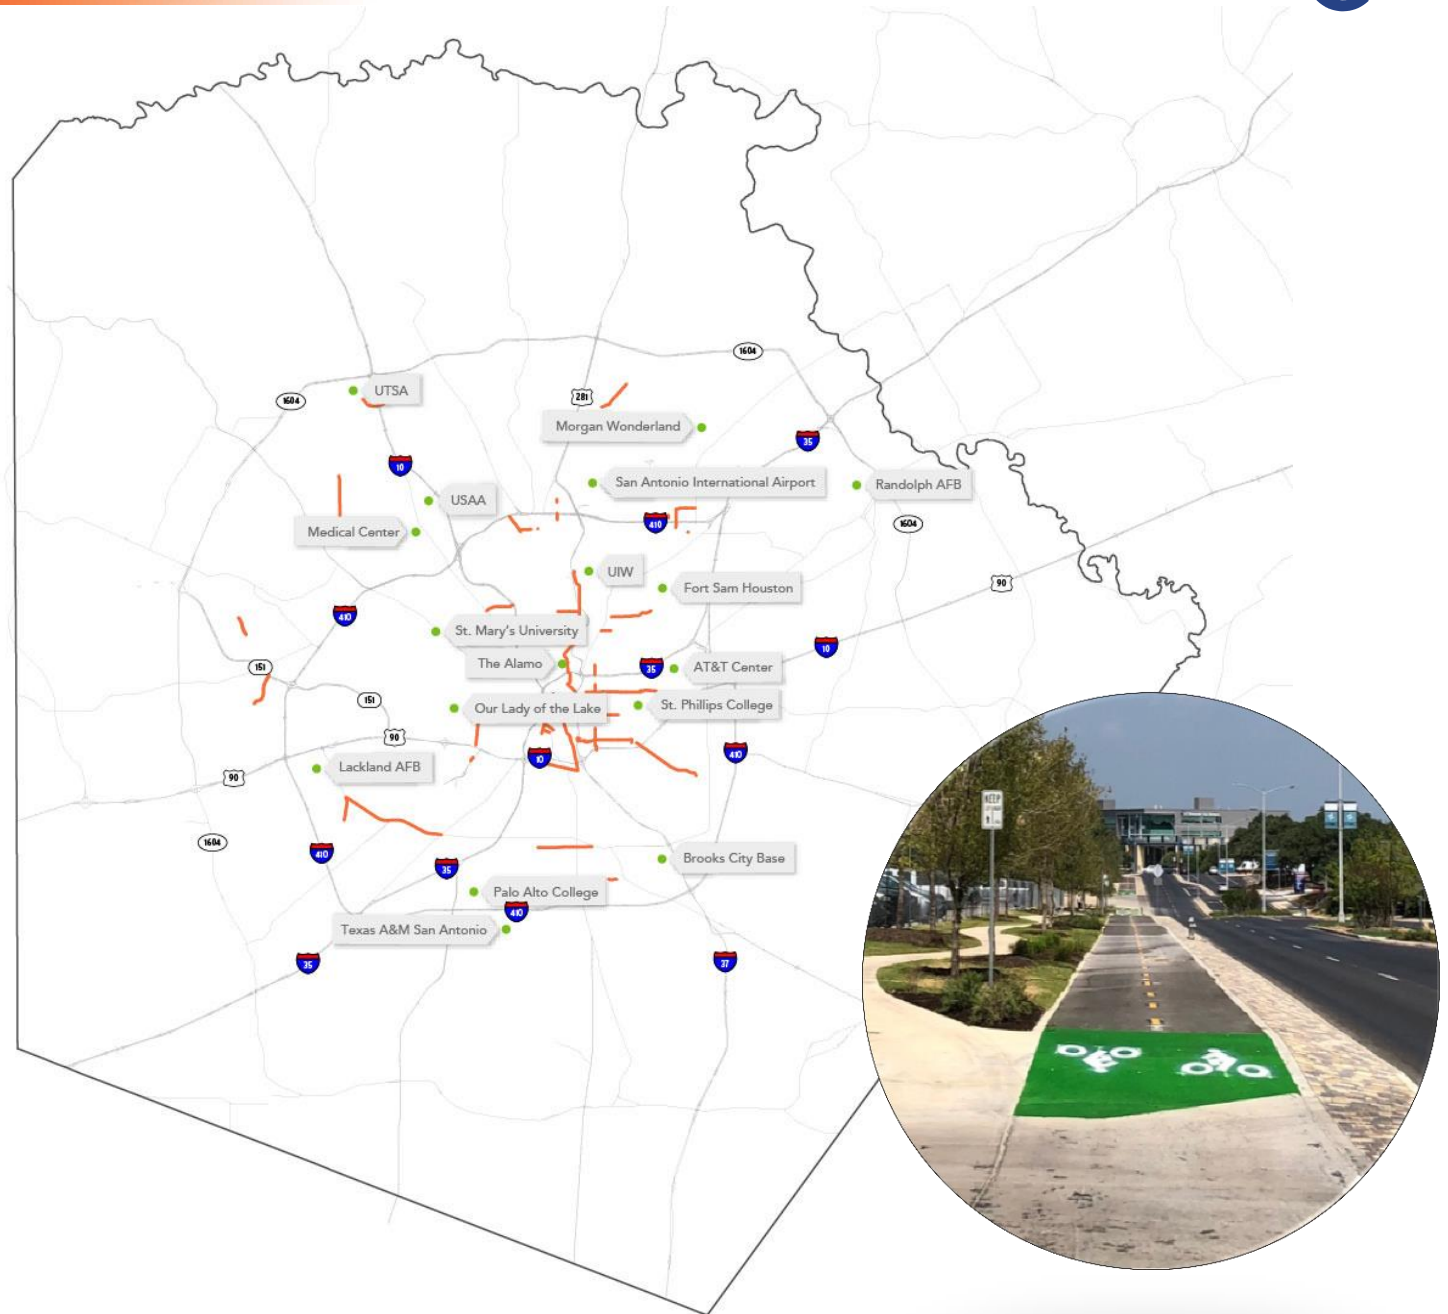 1604
UTSA
1604
281
Morgan Wonderland
35
10
San Antonio International Airport
Randolph AFB
USAA
410
1604
Medical Center
UIW
Fort Sam Houston
90
410
St. Mary's University
10
The Alamo
35
AT&T Center
151
151
Our Lady of the Lake
St. Phillips College
90
410
10
Lackland AFB
90
1604
410
35
Brooks City Base
Palo Alto College
410
Texas A&M San Antonio
35
37
KEEP